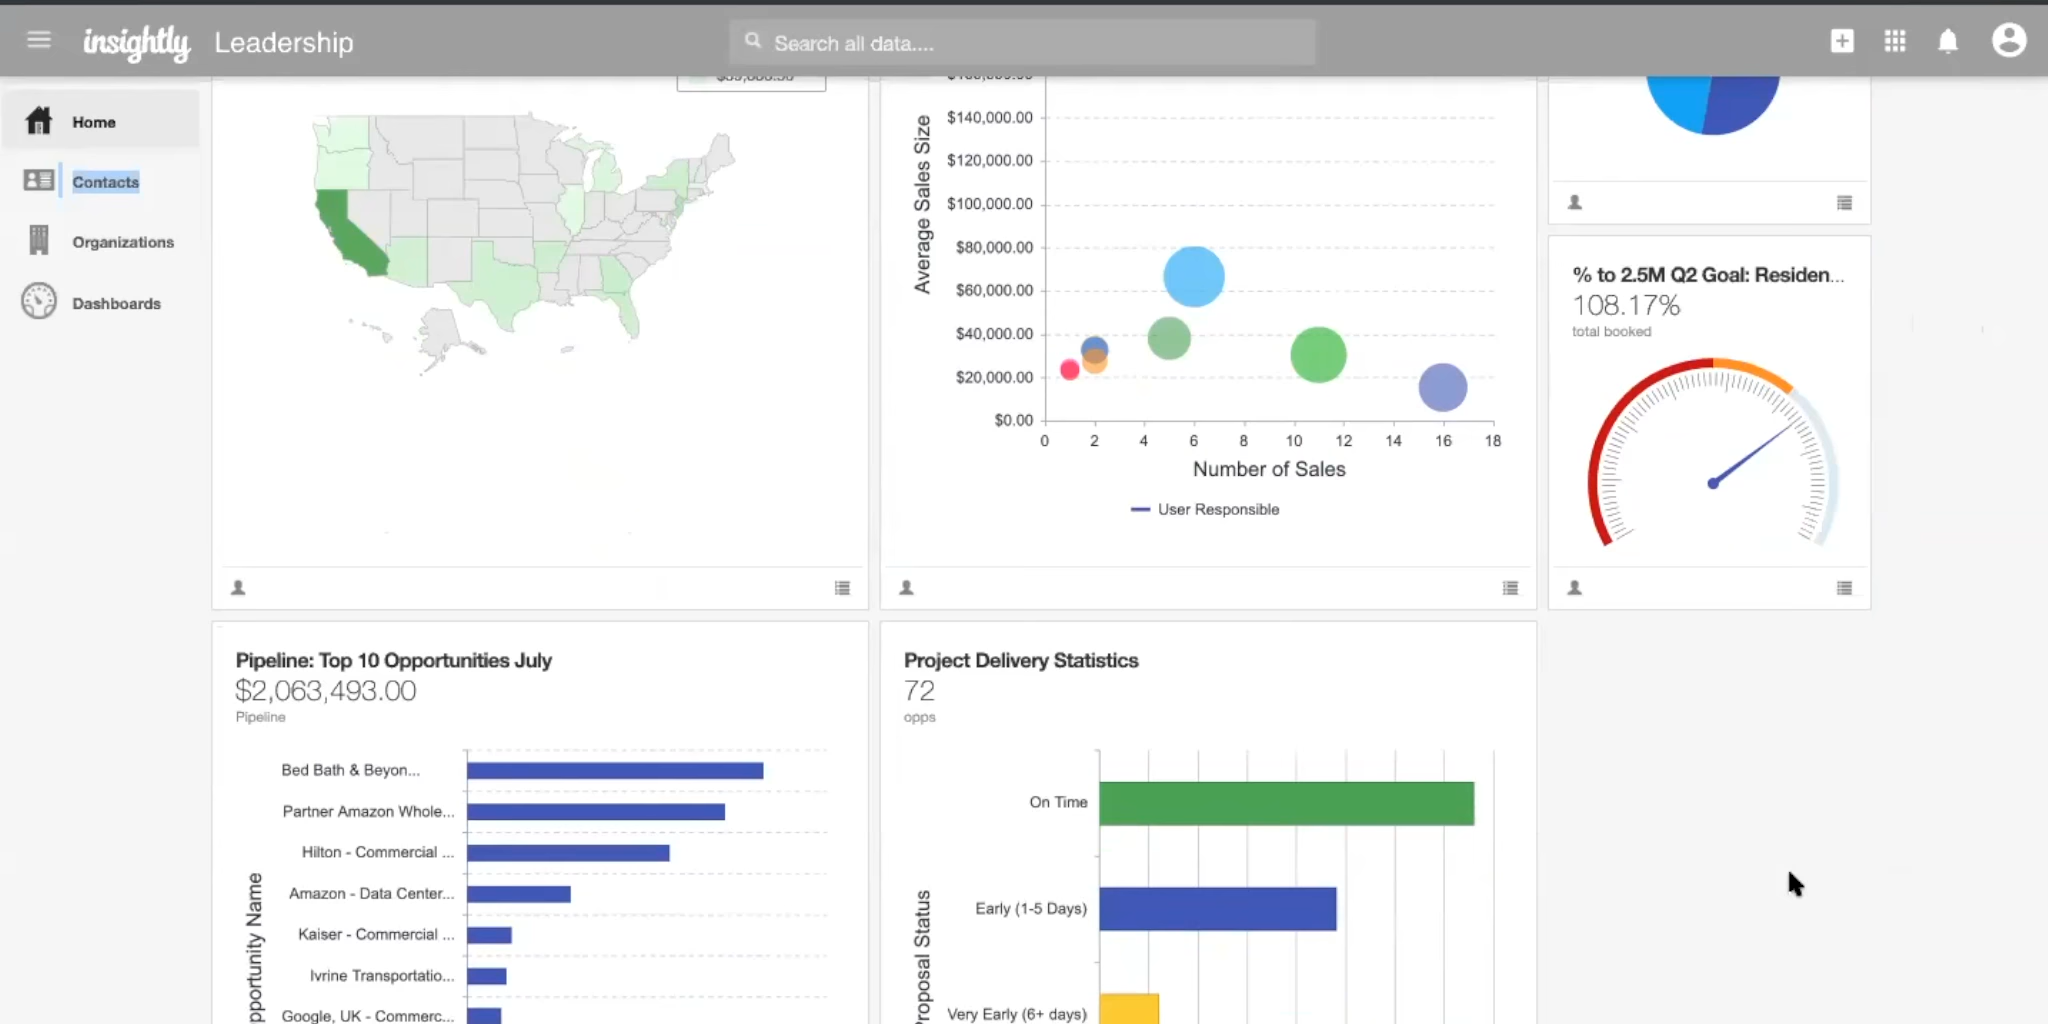 insightly Leadership
Search all data....
Home
Contacts
Organizations
Dashboards
Average Sales Size
$140,000.00
$120,000.00
$100,000.00
$80,000.00
$60,000.00
$40,000.00
$20,000.00
$0.00
0 2 4 6 8 10 12 14 16 18
Number of Sales
User Responsible
% to 2.5M Q2 Goal: Residen...
108.17%
total booked
Pipeline: Top 10 Opportunities July
$2,063,493.00
Pipeline
Bed Bath & Beyon...
Partner Amazon Whole...
Hilton - Commercial ...
Amazon - Data Center...
Kaiser - Commercial ...
Ivrine Transportatio...
Google, UK - Commerc...
pportunity Name
Project Delivery Statistics
72
opps
On Time
Early (1-5 Days)
Very Early (6+ days)
Proposal Status